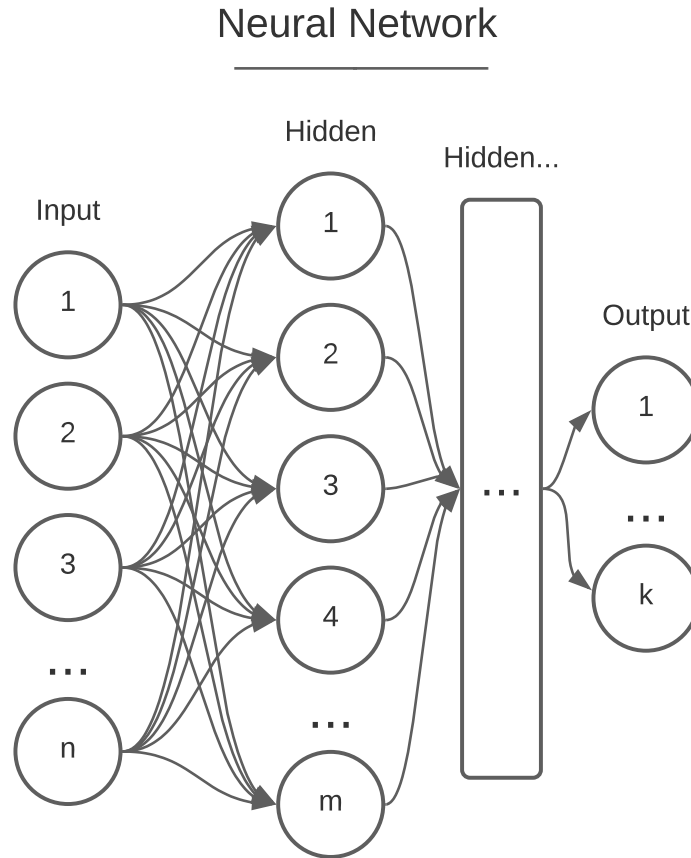 Neural Network
Input
1
2
3
...
n
Hidden
1
2
3
4
...
m
Hidden...
...
Output
1
...
k